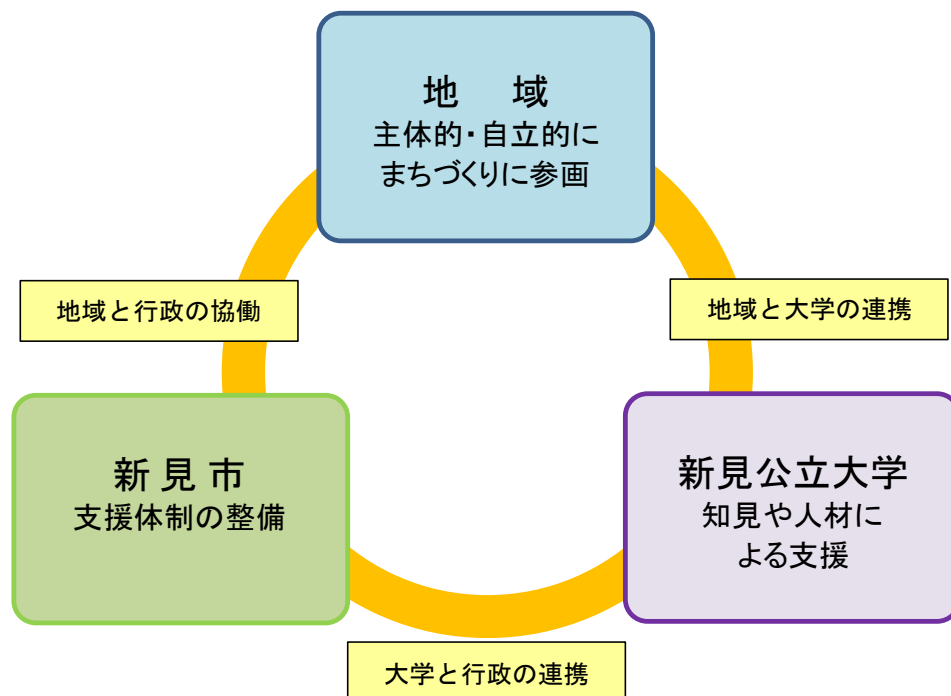 地　域
主体的・自立的に
まちづくりに参画
地域と行政の協働
地域と大学の連携
新見市
支援体制の整備
新見公立大学
知見や人材に
よる支援
大学と行政の連携